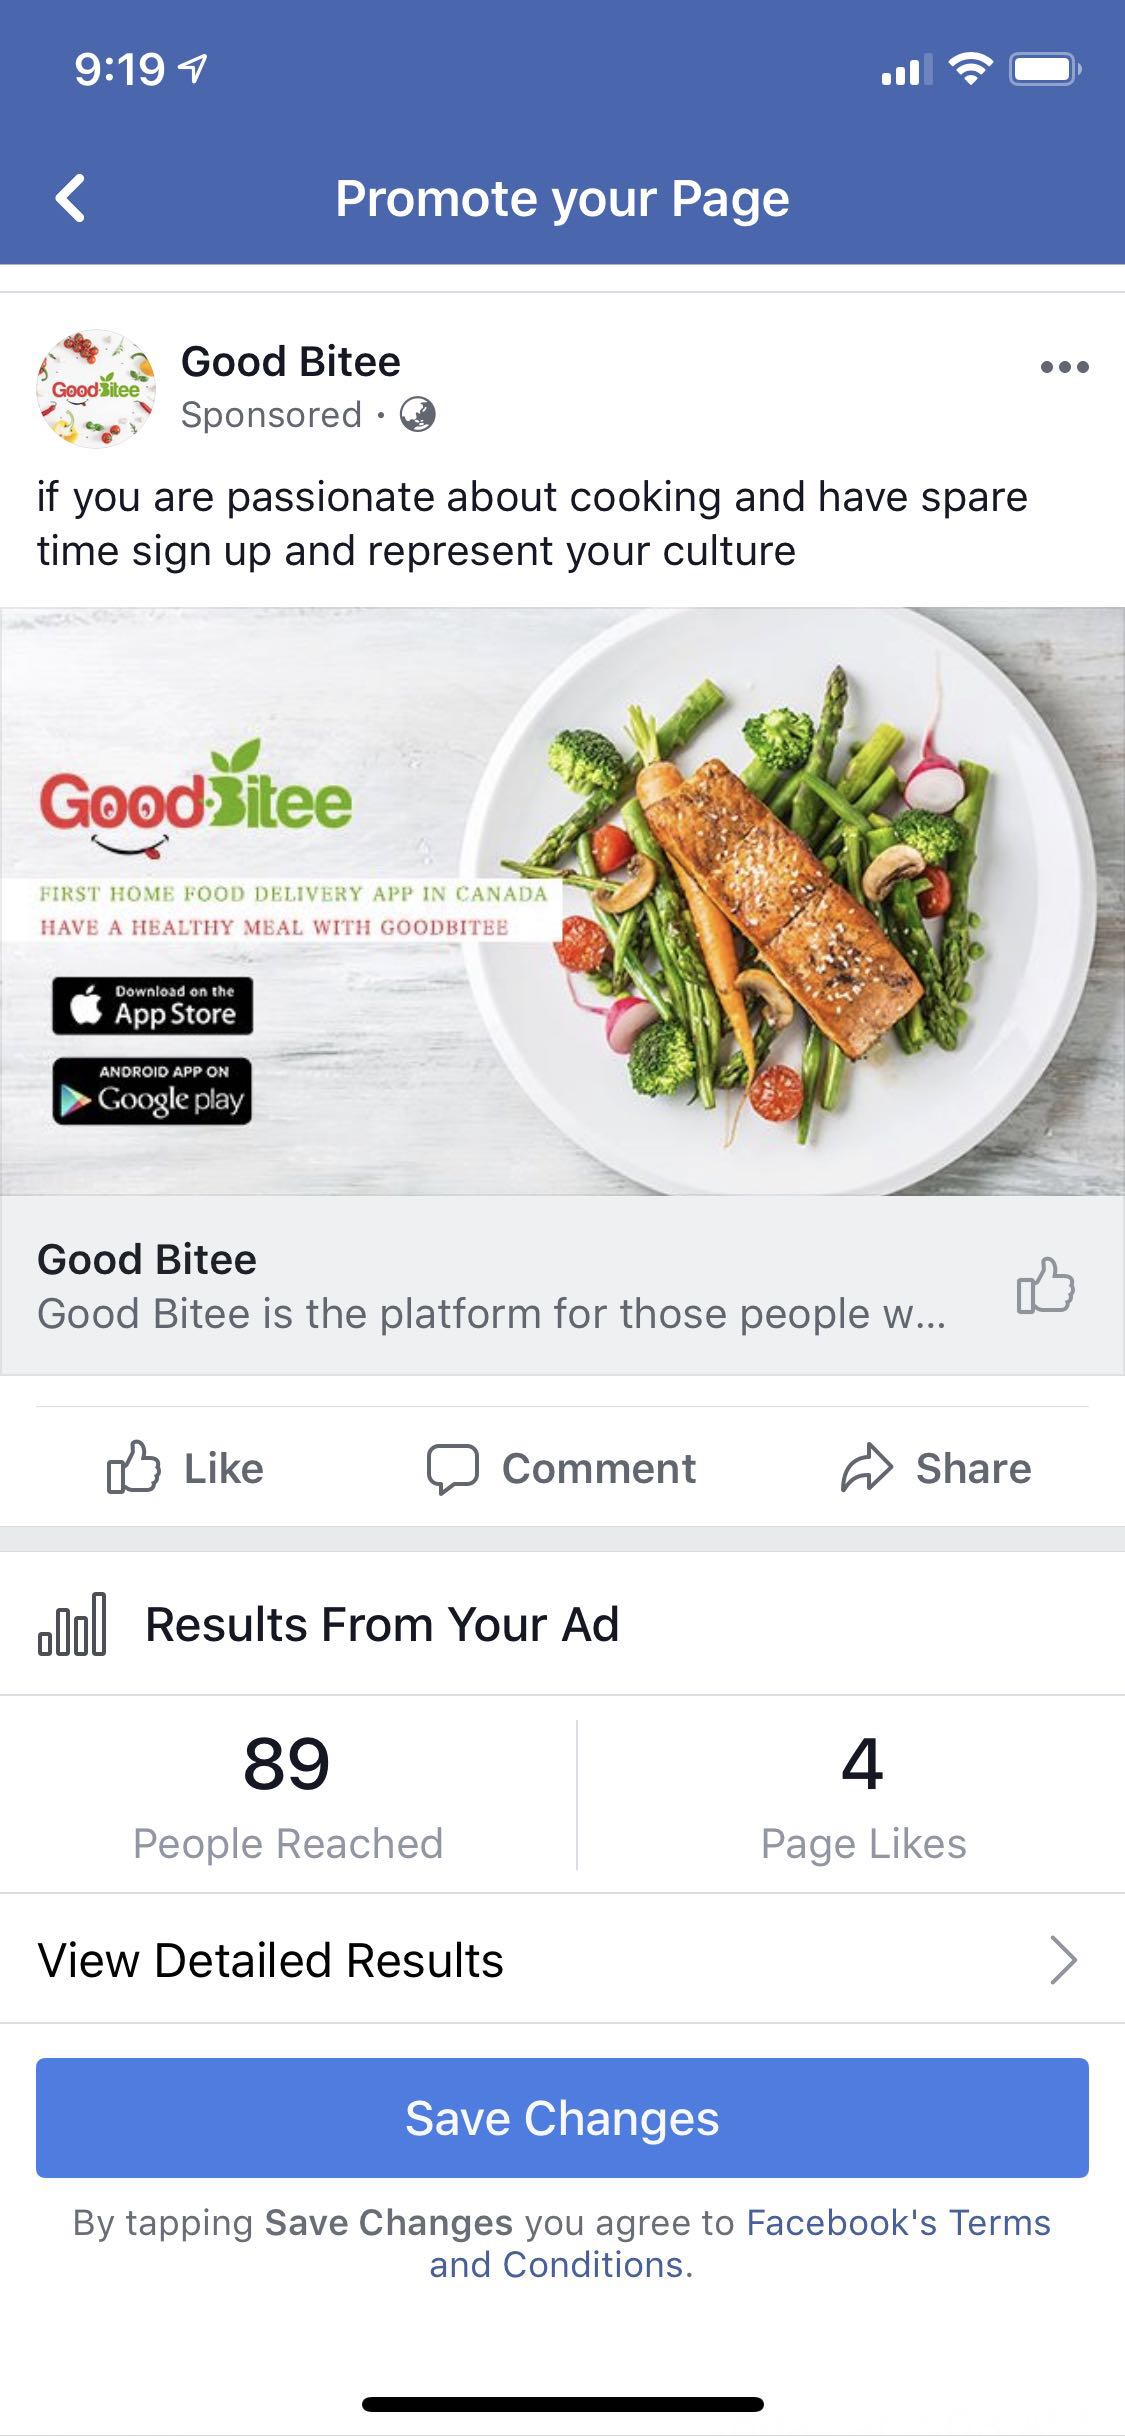 9:19
Promote your Page
GoodBitee
Good Bitee
Sponsored ·
if you are passionate about cooking and have spare
time sign up and represent your culture
GoodBitee
FIRST HOME FOOD DELIVERY APP IN CANADA
HAVE A HEALTHY MEAL WITH GOODBITEE
Download on the
App Store
ANDROID APP ON
Google play
Good Bitee
Good Bitee is the platform for those people w...
Like
Comment
Share
Results From Your Ad
89
People Reached
4
Page Likes
View Detailed Results
Save Changes
By tapping Save Changes you agree to Facebook's Terms
and Conditions.